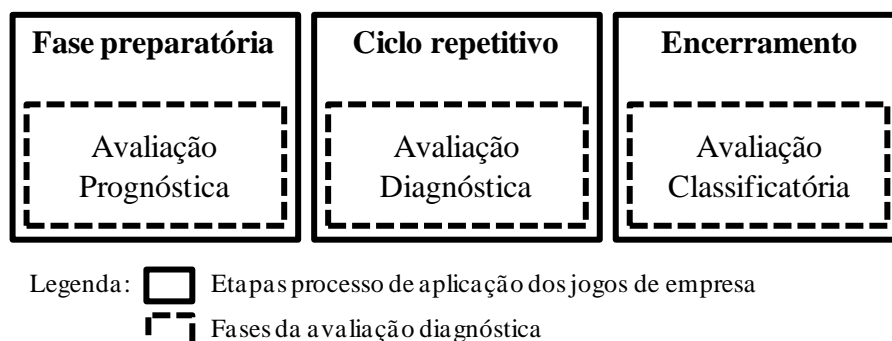 Fase preparatória
Ciclo repetitivo
Encerramento
Avaliação
Prognóstica
Avaliação
Diagnóstica
Avaliação
Classificatória
Legenda:
Etapas processo de aplicação dos jogos de empresa
Fases da avaliação diagnóstica